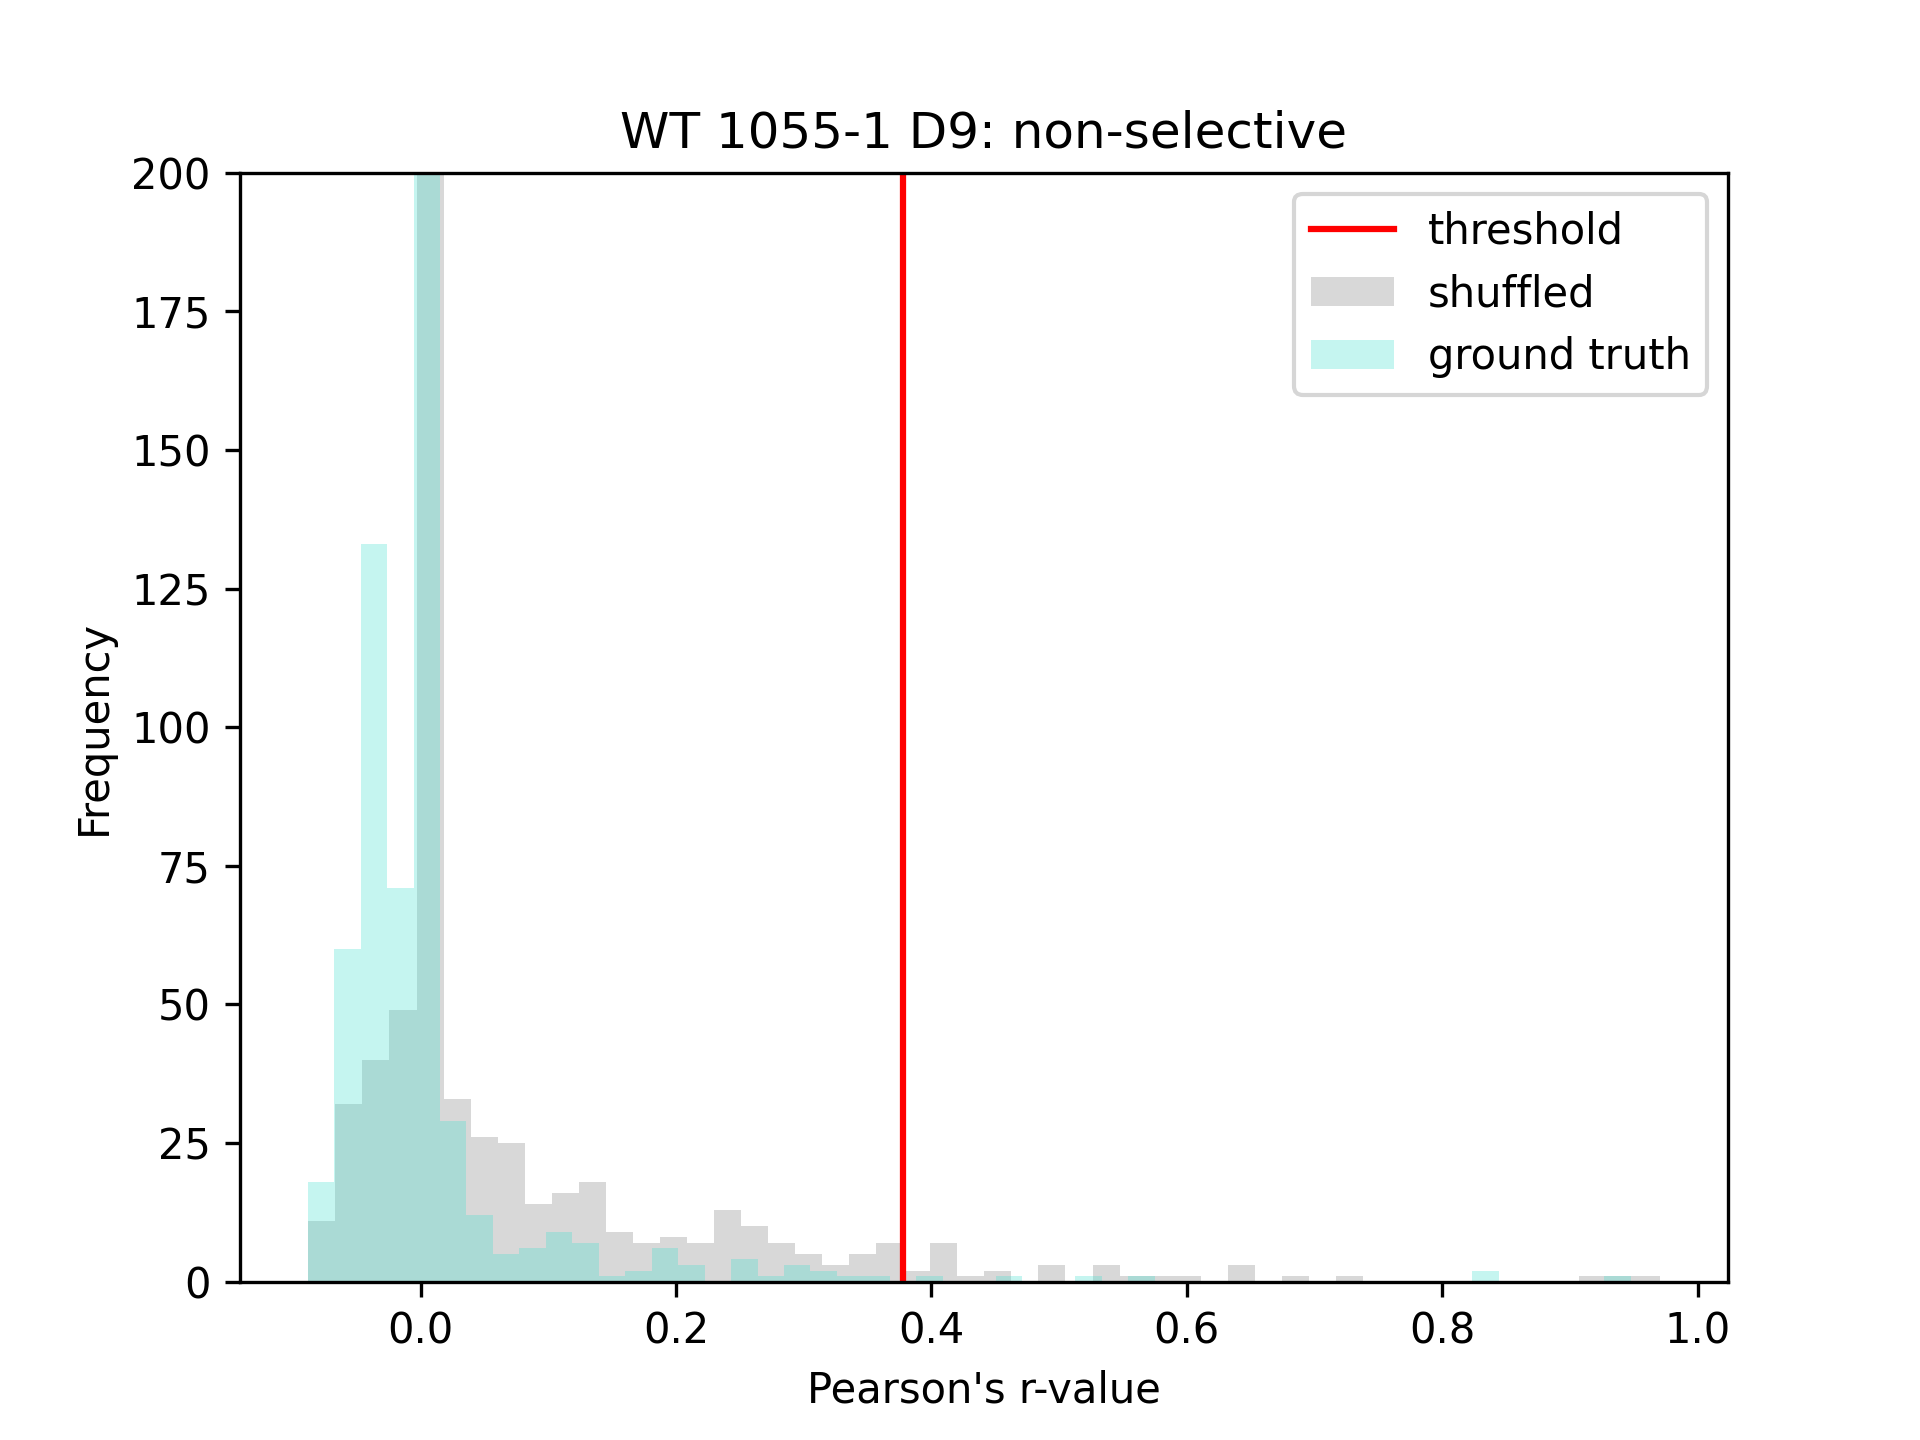 WT 1055-1 D9: non-selective
200
175
150
125
100
75
50
25
0
Frequency
threshold
shuffled
ground truth
0.0 0.2 0.4 0.6 0.8 1.0
Pearson's r-value